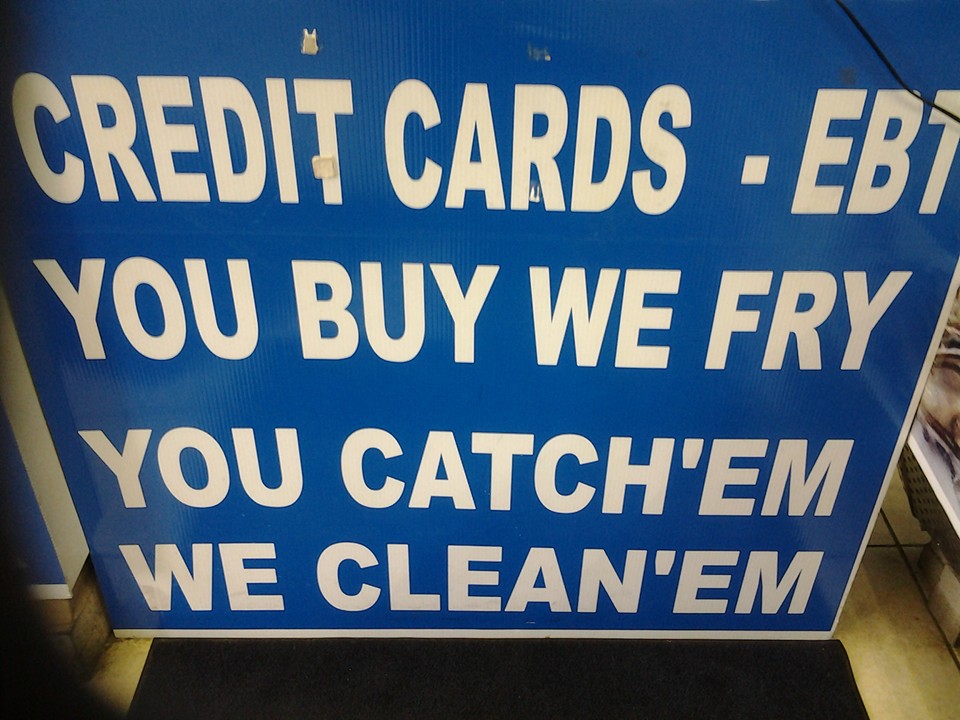 CREDIT CARDS - EBT
YOU BUY WE FRY
YOU CATCH'EM
WE CLEAN'EM